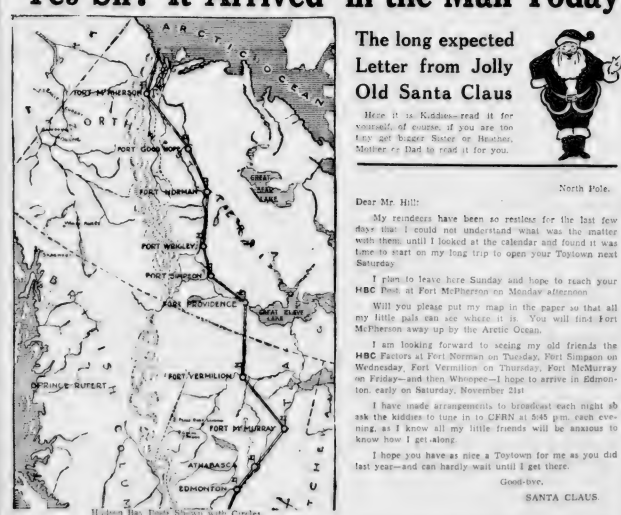 Yes Sir! It Arrived in the Mail Today
The long expected
Letter from Jolly
Old Santa Claus
Here it is Kiddies—read it for
yourself, of course, if you are too
tiny get bigger Sister or Brother,
Mother or Dad to read it for you.
North Pole.
Dear Mr. Hill:
My reindeers have been so restless for the last few
days that I could not understand what was the matter
with them, until I looked at the calendar and found it was
time to start on my long trip to open your Toytown next
Saturday
I plan to leave here Sunday and hope to reach your
HBC Post at Fort McPherson on Monday afternoon
Will you please put my map in the paper so that all
my little pals can see where it is. You will find Fort
McPherson away up by the Arctic Ocean.
I am looking forward to seeing my old friends the
HBC Factors at Fort Norman on Tuesday, Fort Simpson on
Wednesday, Fort Vermilion on Thursday, Fort McMurray
on Friday—and then Whoopee—I hope to arrive in Edmon-
ton, early on Saturday, November 21st
I have made arrangements to broadcast each night so
ask the kiddies to tune in to CFRN at 5:45 p.m. each eve-
ning, as I know all my little friends will be anxious to
know how I get along
I hope you have as nice a Toytown for me as you did
last year—and can hardly wait until I get there.
Good-bye,
SANTA CLAUS.
ARCTIC OCEAN
FORT McPHERSON
FORT GOOD HOPE
GREAT
BEAR
LAKE
FORT NORMAN
FORT WRIGLEY
FORT SIMPSON
FORT PROVIDENCE
GREAT SLAVE
LAKE
FORT VERMILION
PRINCE RUPERT
FORT McMURRAY
ATHABASCA
EDMONTON
Hudson Bay Posts Shown with Circles